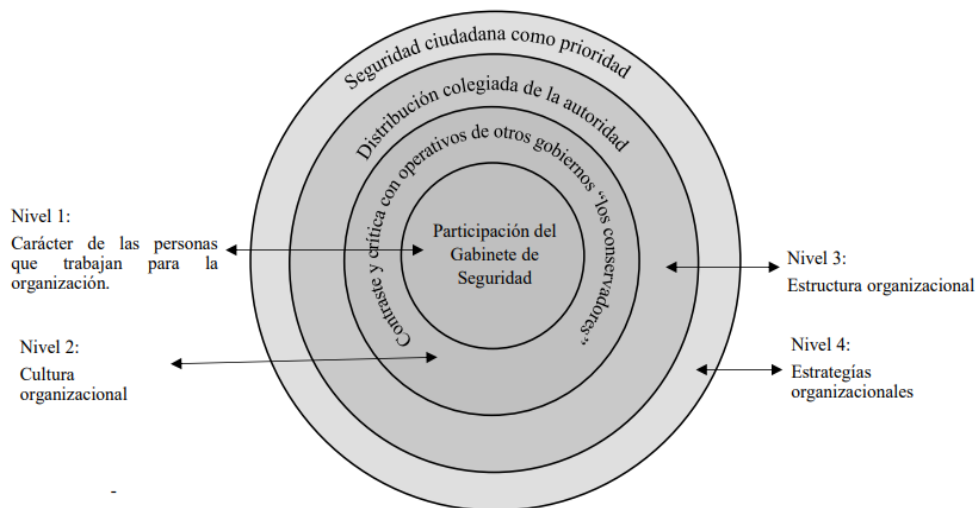 Seguridad ciudadana como prioridad
Distribución colegiada de la autoridad
Contraste y crítica con operativos de otros gobiernos “los conservadores”
Participación del
Gabinete de
Seguridad
Nivel 1:
Carácter de las personas
que trabajan para la
organización.
Nivel 2:
Cultura
organizacional
Nivel 3:
Estructura organizacional
Nivel 4:
Estrategías
organizacionales
-